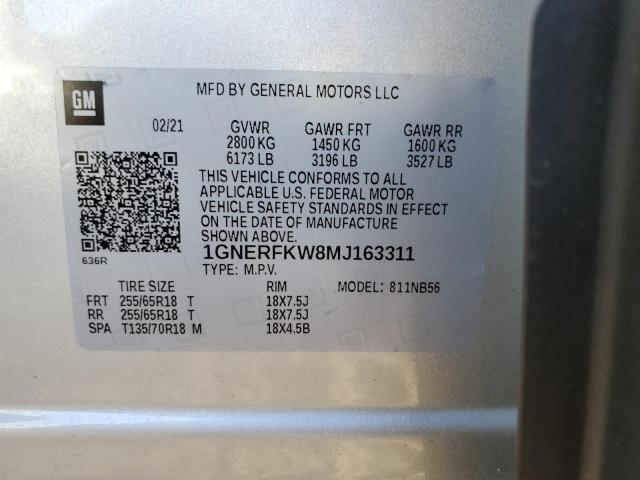 GM
MFD BY GENERAL MOTORS LLC
02/21 GVWR GAWR FRT GAWR RR
2800 KG 1450 KG 1600 KG
6173 LB 3196 LB 3527 LB
THIS VEHICLE CONFORMS TO ALL
APPLICABLE U.S. FEDERAL MOTOR
VEHICLE SAFETY STANDARDS IN EFFECT
ON THE DATE OF MANUFACTURE
SHOWN ABOVE.
636R 1GNERFKW8MJ163311
TYPE: M.P.V.
TIRE SIZE RIM MODEL: 811NB56
FRT 255/65R18 T 18X7.5J
RR 255/65R18 T 18X7.5J
SPA T135/70R18 M 18X4.5B